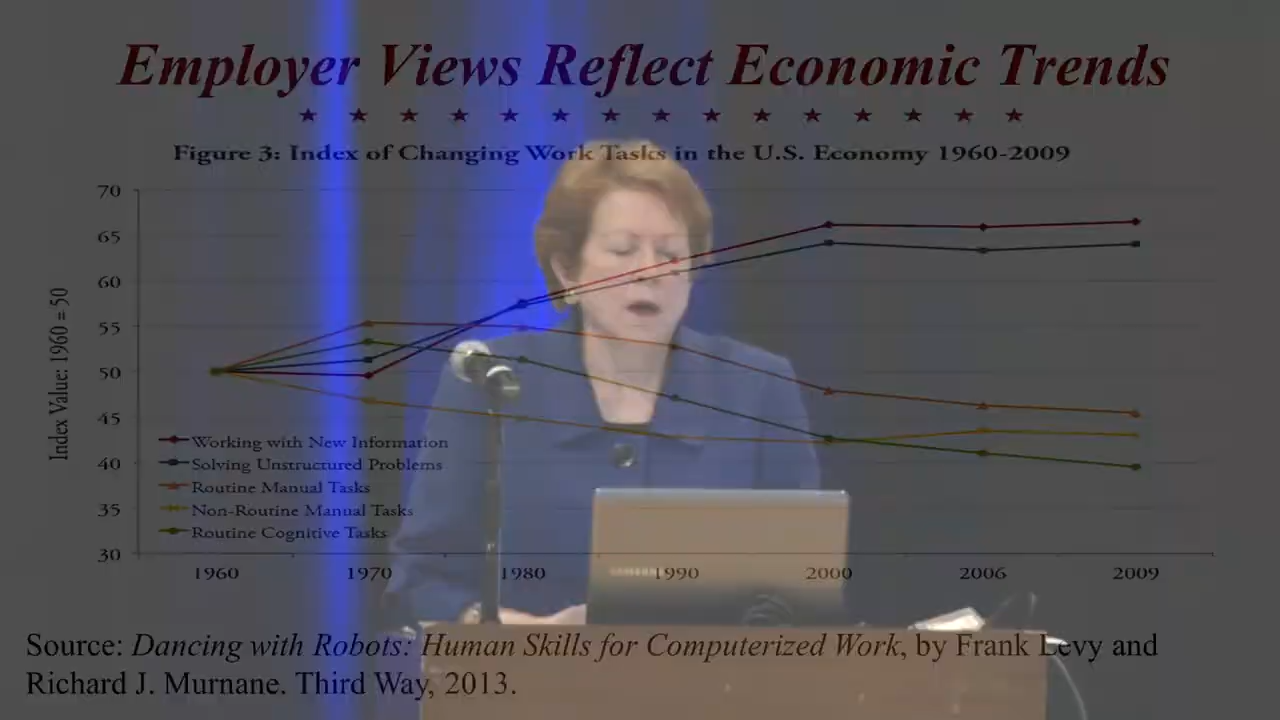 Employer Views Reflect Economic Trends
Figure 3: Index of Changing Work Tasks in the U.S. Economy 1960-2009
70
65
60
55
50
45
40
35
30
Index Value: 1960 = 50
Working with New Information
Solving Unstructured Problems
Routine Manual Tasks
Non-Routine Manual Tasks
Routine Cognitive Tasks
1960 1970 1980 1990 2000 2006 2009
Source: Dancing with Robots: Human Skills for Computerized Work, by Frank Levy and
Richard J. Murnane. Third Way, 2013.